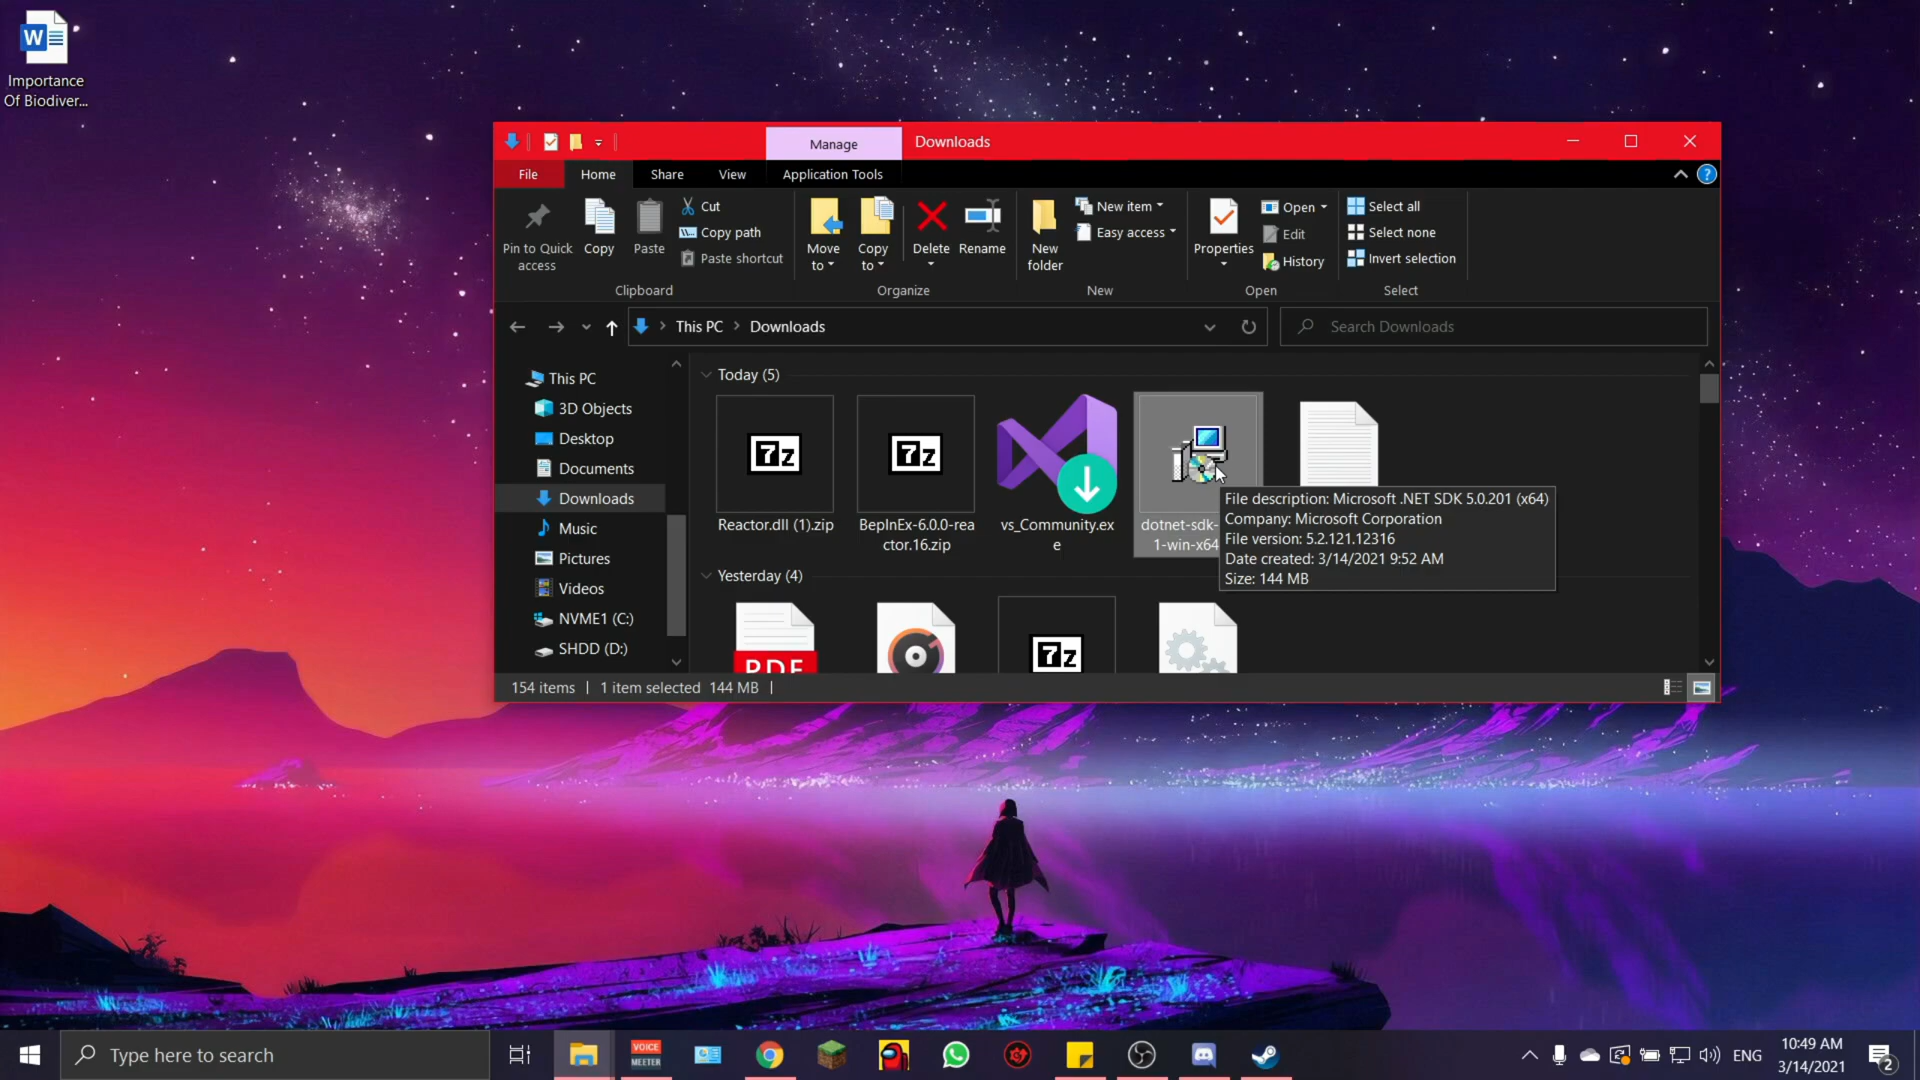 W
Importance
Of Biodiver...
Manage
Downloads
File
Home
Share
View
Application Tools
?
Pin to Quick
access
Copy
Paste
Cut
Copy path
Paste shortcut
Clipboard
Move
to
Copy
to
Delete
Rename
Organize
New
folder
New item
Easy access
New
Properties
Open
Edit
History
Open
Select all
Select none
Invert selection
Select
This PC
Downloads
Search Downloads
This PC
3D Objects
Desktop
Documents
Downloads
Music
Pictures
Videos
NVME1 (C:)
SHDD (D:)
Today (5)
7z
7z
Reactor.dll (1).zip
BepInEx-6.0.0-rea
ctor.16.zip
vs_Community.ex
e
dotnet-sdk-
1-win-x64
File description: Microsoft .NET SDK 5.0.201 (x64)
Company: Microsoft Corporation
File version: 5.2.121.12316
Date created: 3/14/2021 9:52 AM
Size: 144 MB
Yesterday (4)
PDF
7z
154 items
1 item selected 144 MB
Type here to search
VOICE
MEETER
ENG
10:49 AM
3/14/2021
2